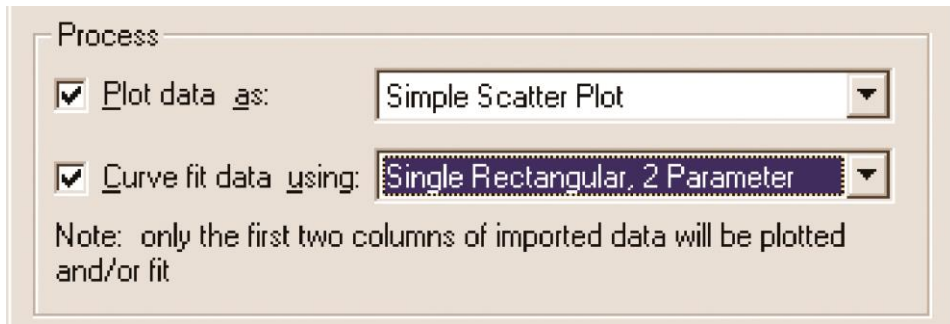 Process
Plot data as:
Simple Scatter Plot
Curve fit data using:
Single Rectangular, 2 Parameter
Note: only the first two columns of imported data will be plotted
and/or fit